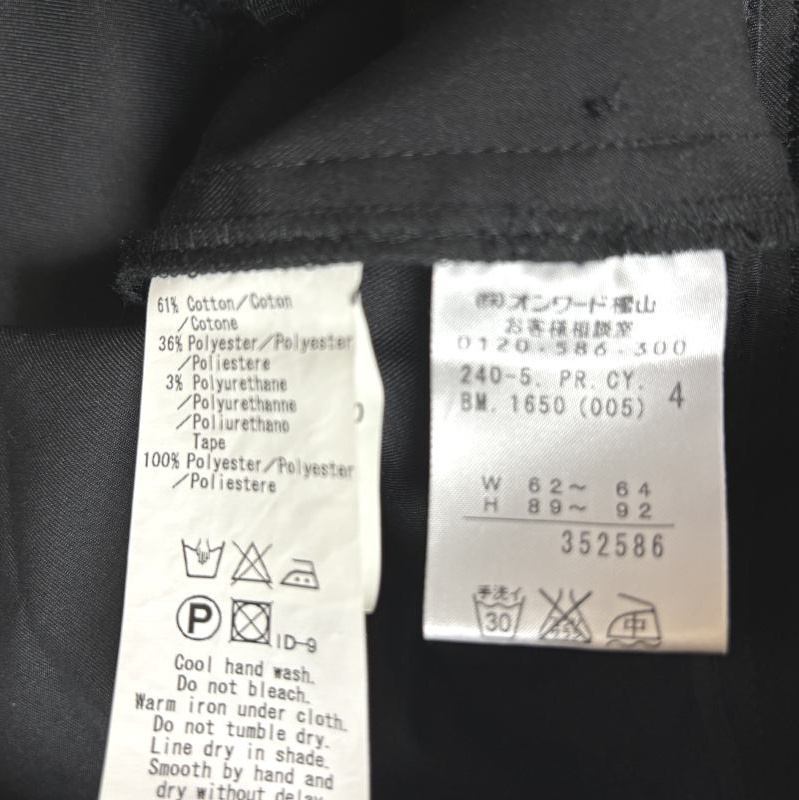 61% Cotton/Coton
/Cotone
36% Polyester/Polyester
/Poliestere
3% Polyurethane
/Polyurethanne
/Poliurethano
Tape
100% Polyester/Polyester
/Poliestere
P
ID-9
Cool hand wash.
Do not bleach.
Warm iron under cloth.
Do not tumble dry.
Line dry in shade.
Smooth by hand and
dry without delay.
㈱オンワード樫山
お客様相談室
0120-586-300
240-5. PR. CY. 4
BM. 1650 (005)
W 62~ 64
H 89~ 92
352586
手洗イ
30
中